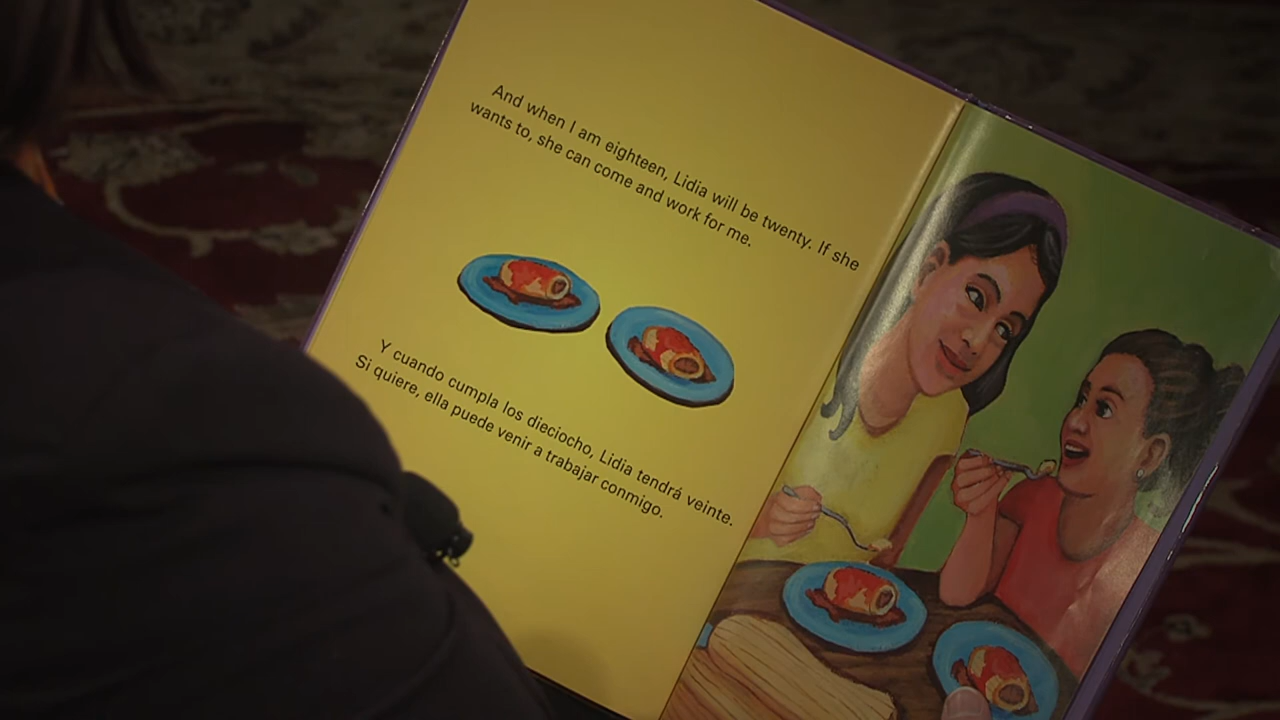 And when I am eighteen, Lidia will be twenty. If she
wants to, she can come and work for me.
Y cuando cumpla los dieciocho, Lidia tendrá veinte.
Si quiere, ella puede venir a trabajar conmigo.